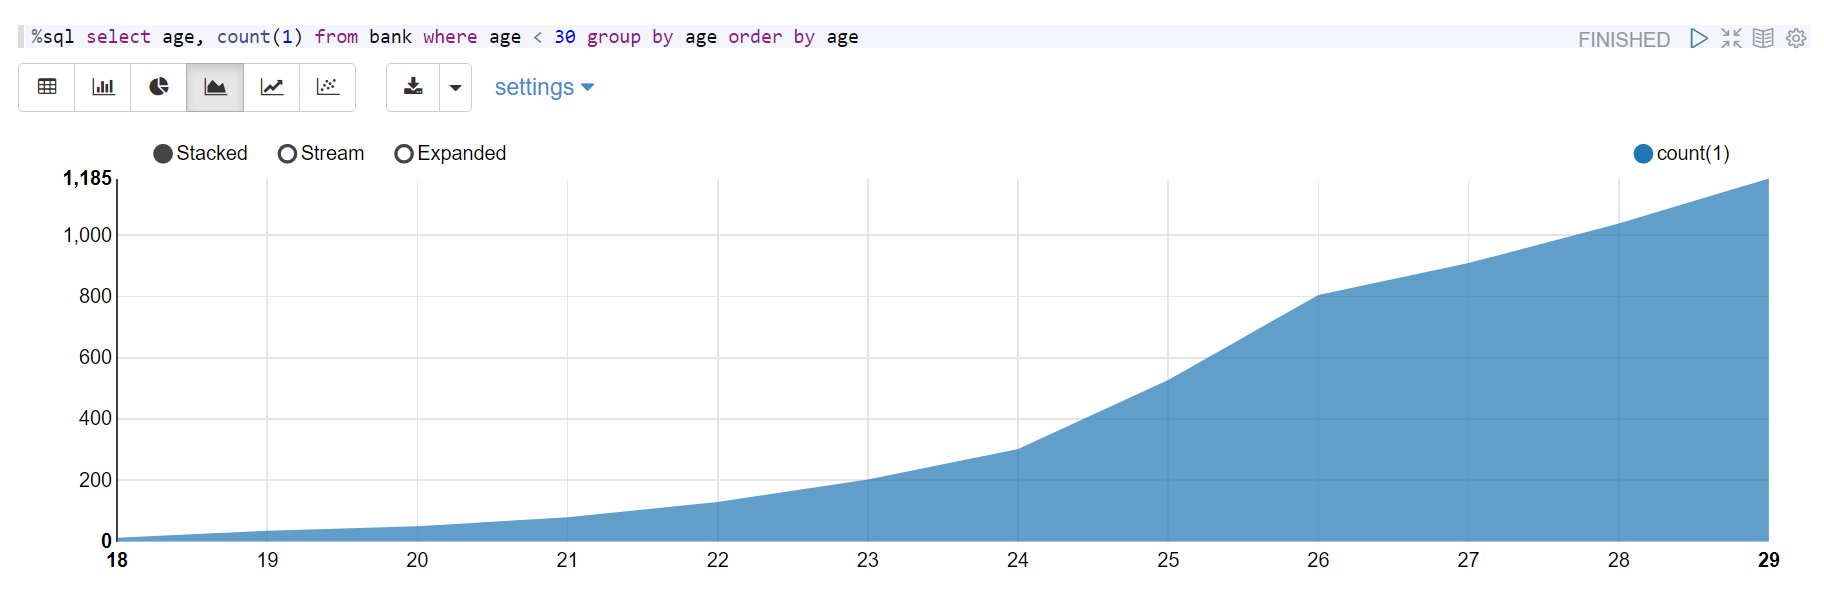 %sql select age, count(1) from bank where age < 30 group by age order by age
FINISHED
settings
Stacked Stream Expanded
count(1)
1,185
1,000
800
600
400
200
0
18 19 20 21 22 23 24 25 26 27 28 29